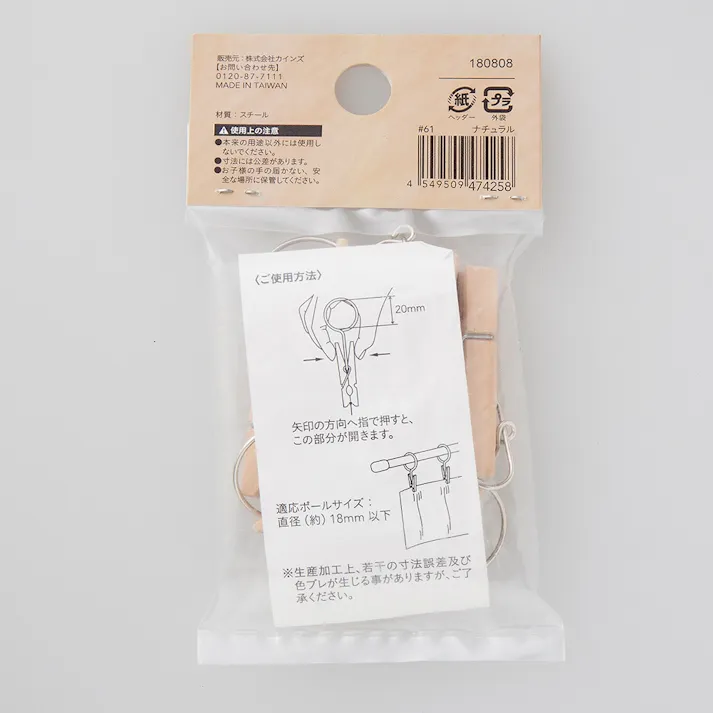 販売元：株式会社カインズ
【お問い合わせ先】
0120-87-7111
MADE IN TAIWAN
180808
紙
ヘッダー
プラ
外袋
材質：スチール
使用上の注意
●本来の用途以外には使用し
ないでください。
●寸法には公差があります。
●お子様の手の届かない、安
全な場所に保管してください。
#61 ナチュラル
4 549509 474258
〈ご使用方法〉
20mm
矢印の方向へ指で押すと、
この部分が開きます。
適応ポールサイズ：
直径（約）18mm 以下
※生産加工上、若干の寸法誤差及び
色ブレが生じる事がありますが、ご了
承ください。